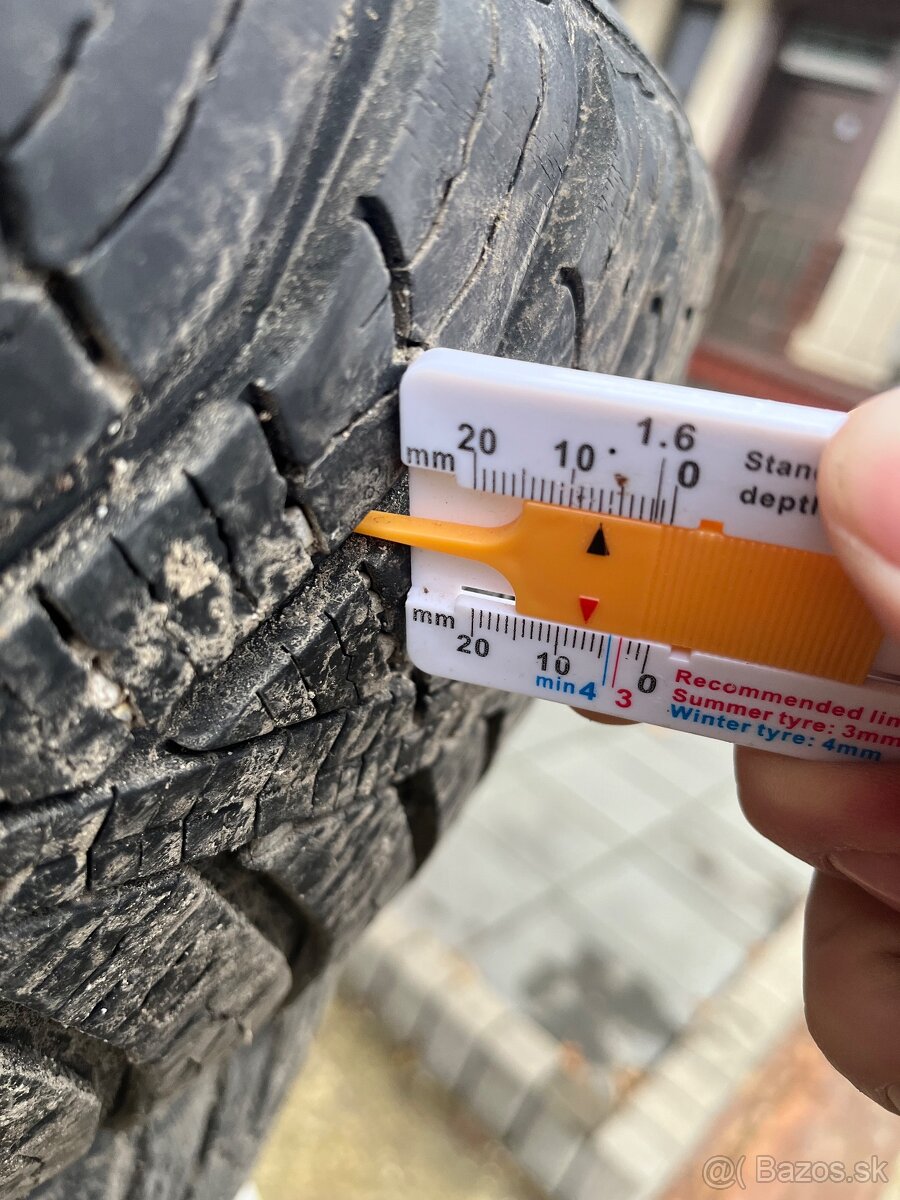 20 10 1.6
mm 0 Stan
depth
mm
20 10 0
min 4 3
Recommended lin
Summer tyre: 3mm
Winter tyre: 4mm
@( Bazos.sk